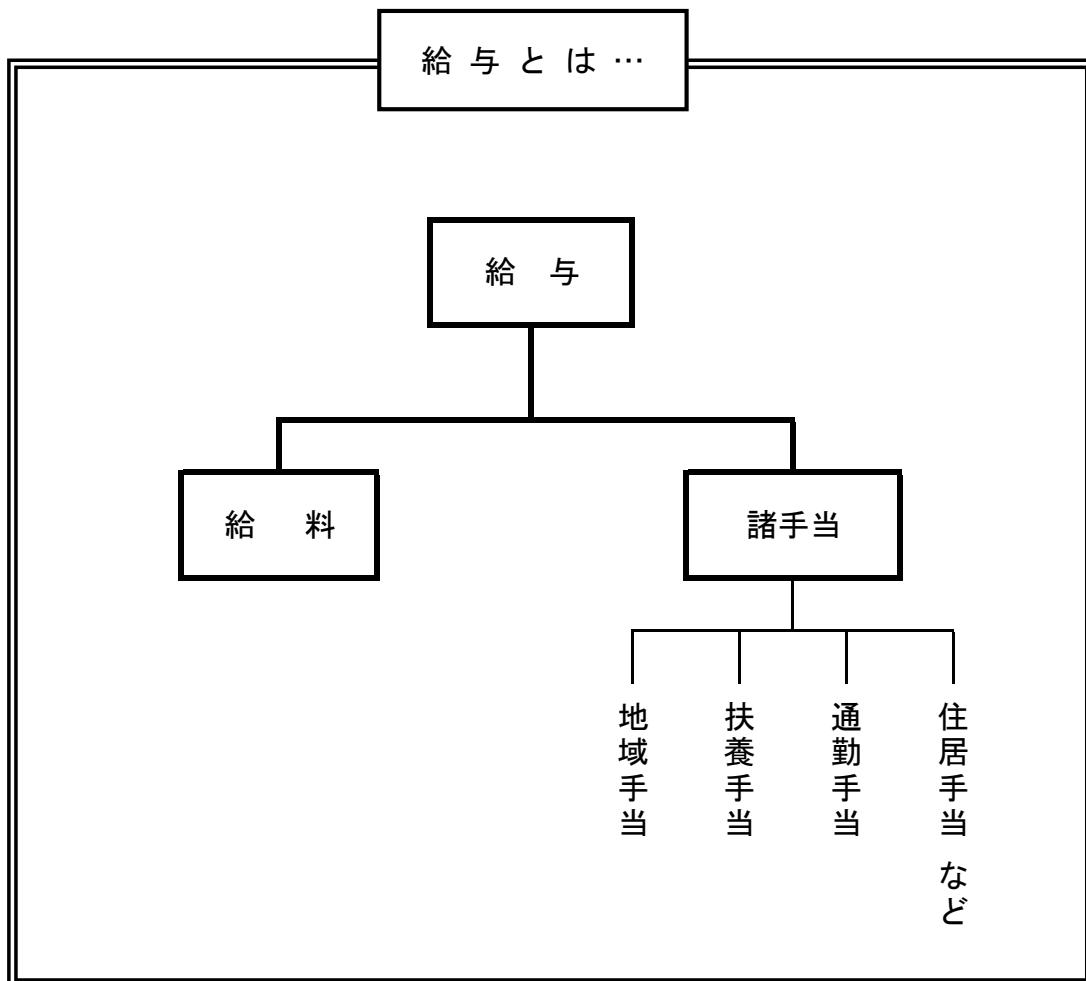 給与とは…
給　与
給　料
諸手当
地域手当
扶養手当
通勤手当
住居手当 など